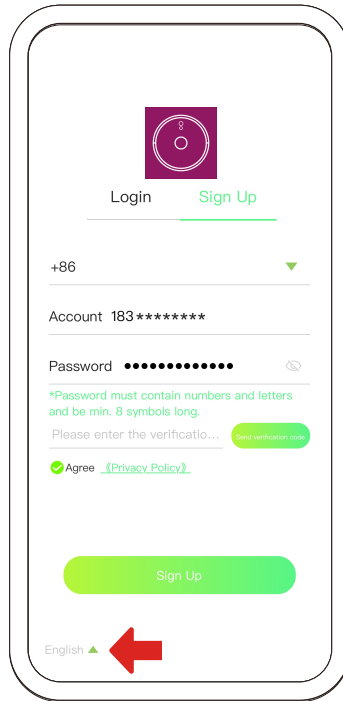 Login Sign Up
+86
Account 183********
Password ●●●●●●●●●●●●●
*Password must contain numbers and letters
and be min. 8 symbols long.
Please enter the verificatio... Send verification code
Agree 《Privacy Policy》
Sign Up
English